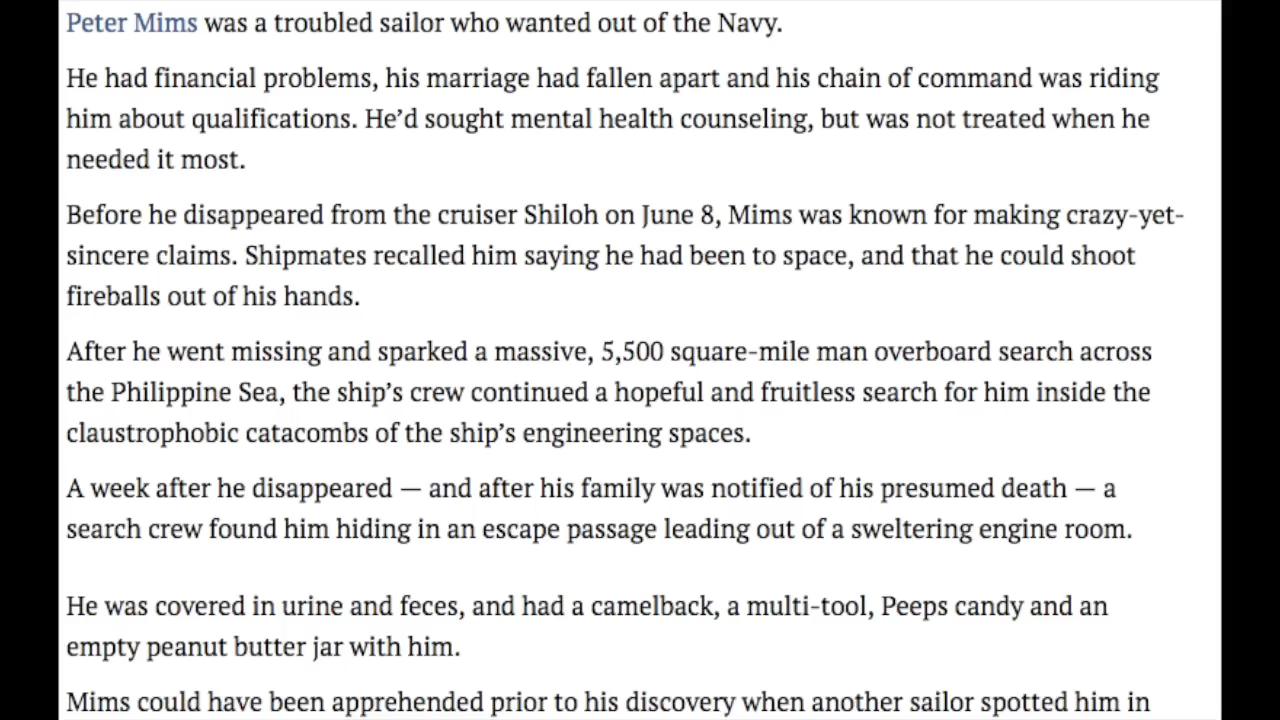 Peter Mims was a troubled sailor who wanted out of the Navy.
He had financial problems, his marriage had fallen apart and his chain of command was riding
him about qualifications. He’d sought mental health counseling, but was not treated when he
needed it most.
Before he disappeared from the cruiser Shiloh on June 8, Mims was known for making crazy-yet-
sincere claims. Shipmates recalled him saying he had been to space, and that he could shoot
fireballs out of his hands.
After he went missing and sparked a massive, 5,500 square-mile man overboard search across
the Philippine Sea, the ship’s crew continued a hopeful and fruitless search for him inside the
claustrophobic catacombs of the ship’s engineering spaces.
A week after he disappeared — and after his family was notified of his presumed death — a
search crew found him hiding in an escape passage leading out of a sweltering engine room.
He was covered in urine and feces, and had a camelback, a multi-tool, Peeps candy and an
empty peanut butter jar with him.
Mims could have been apprehended prior to his discovery when another sailor spotted him in